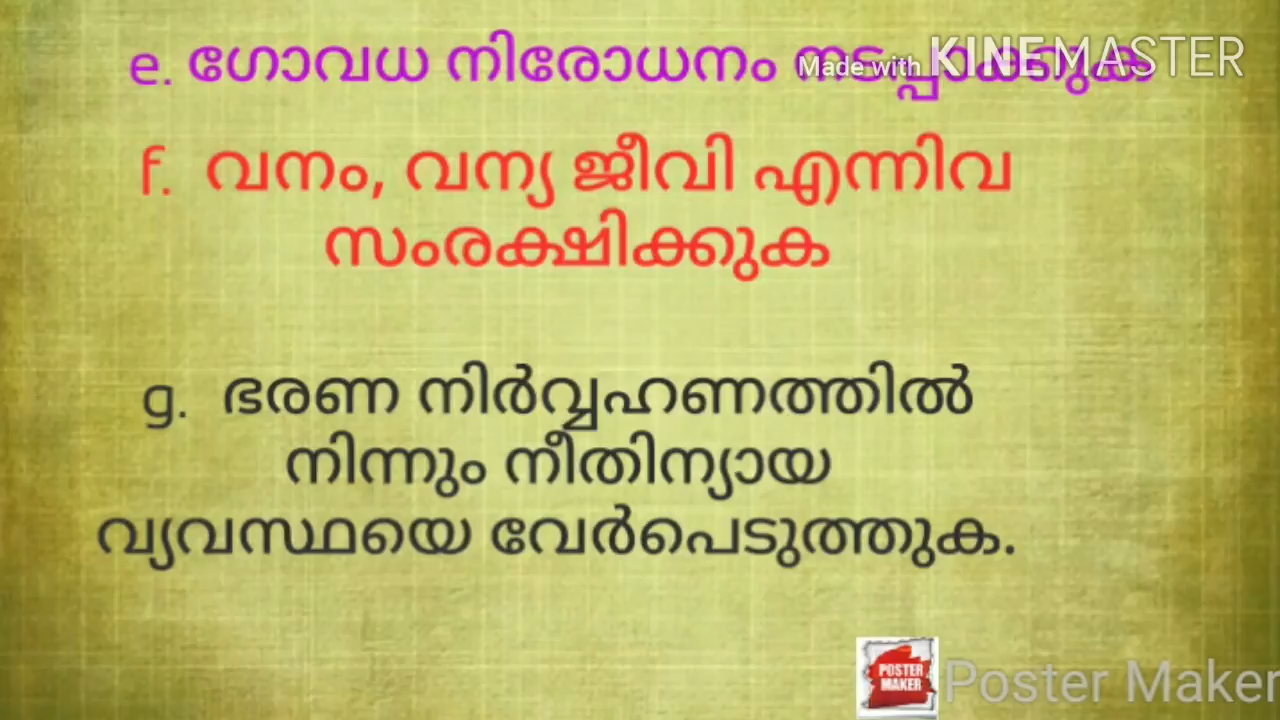 e. ഗോവധ നിരോധനം നടപ്പാക്കുക
Made with KINEMASTER
f. വനം, വന്യ ജീവി എന്നിവ
സംരക്ഷിക്കുക
g. ഭരണ നിർവ്വഹണത്തിൽ
നിന്നും നീതിന്യായ
വ്യവസ്ഥയെ വേർപെടുത്തുക.
POSTER
MAKER
Poster Maker